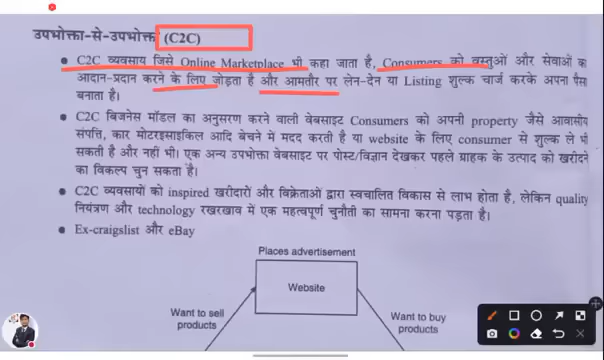 उपभोक्ता-से-उपभोक्ता (C2C)
C2C व्यवसाय जिसे Online Marketplace भी कहा जाता है, Consumers को वस्तुओं और सेवाओं का
आदान-प्रदान करने के लिए जोड़ता है और आमतौर पर लेन-देन या Listing शुल्क चार्ज करके अपना पैसा
बनाता है।
C2C बिजनेस मॉडल का अनुसरण करने वाली वेबसाइट Consumers को अपनी property जैसे आवासीय
संपत्ति, कार मोटरइसाकिल आदि बेचने में मदद करती है या website के लिए consumer से शुल्क ले भी
सकती है और नहीं भी। एक अन्य उपभोक्ता वेबसाइट पर पोस्ट/विज्ञान देखकर पहले ग्राहक के उत्पाद को खरीदने
का विकल्प चुन सकता है।
C2C व्यवसायों को inspired खरीदारों और विक्रेताओं द्वारा स्वचालित विकास से लाभ होता है, लेकिन quality
नियंत्रण और technology रखरखाव में एक महत्वपूर्ण चुनौती का सामना करना पड़ता है।
Ex-craigslist और eBay
Places advertisement
Website
Want to sell
products
Want to buy
products